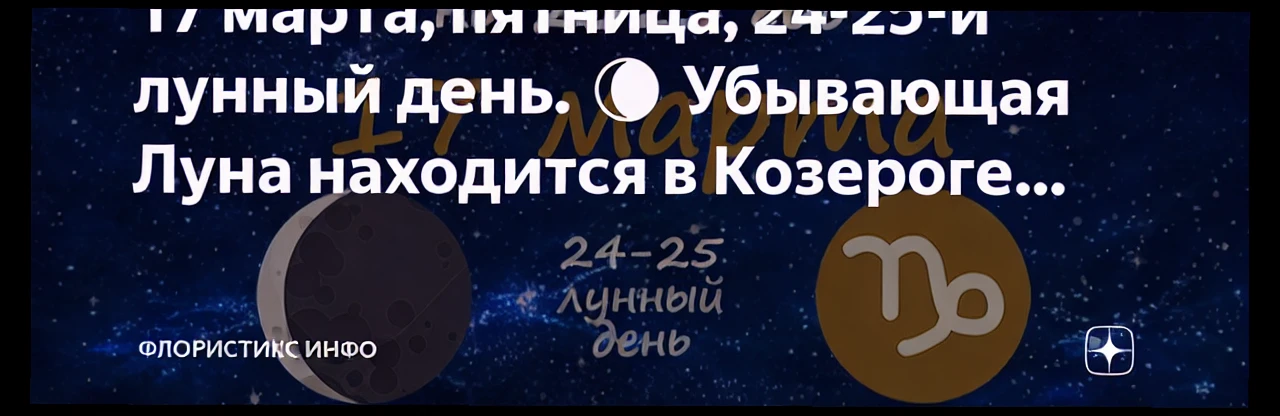 17 марта, пятница, 24-25-й
лунный день. 🌘 Убывающая
Луна находится в Козероге...
17 марта
24-25
лунный
день
ФЛОРИСТИКС ИНФО